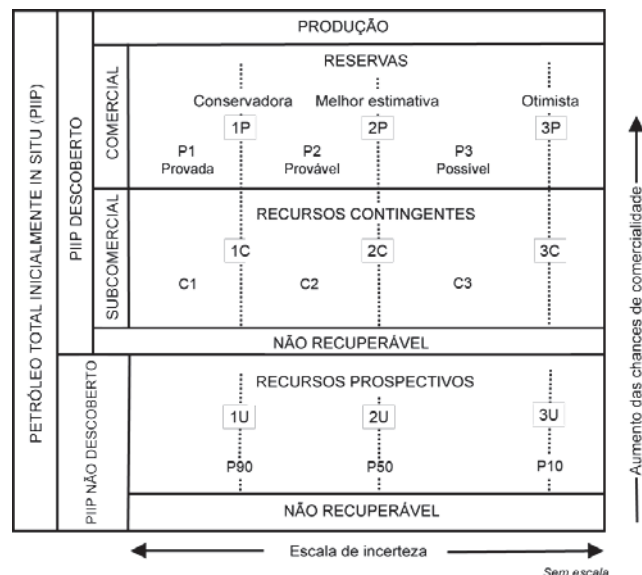 PETRÓLEO TOTAL INICIALMENTE IN SITU (PIIP)
PIIP DESCOBERTO
PIIP NÃO DESCOBERTO
COMERCIAL
SUBCOMERCIAL
PRODUÇÃO
RESERVAS
Conservadora Melhor estimativa Otimista
1P 2P 3P
P1 P2 P3
Provada Provável Possível
RECURSOS CONTINGENTES
1C 2C 3C
C1 C2 C3
NÃO RECUPERÁVEL
RECURSOS PROSPECTIVOS
1U 2U 3U
P90 P50 P10
NÃO RECUPERÁVEL
Aumento das chances de comercialidade
Escala de incerteza
Sem escala